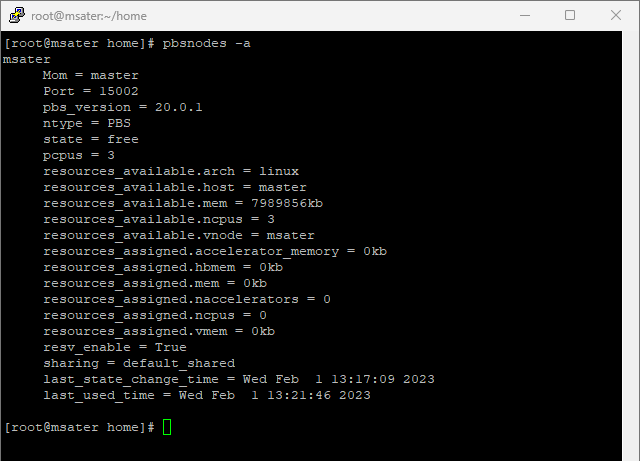 root@msater:~/home
[root@msater home]# pbsnodes -a
msater
     Mom = master
     Port = 15002
     pbs_version = 20.0.1
     ntype = PBS
     state = free
     pcpus = 3
     resources_available.arch = linux
     resources_available.host = master
     resources_available.mem = 7989856kb
     resources_available.ncpus = 3
     resources_available.vnode = msater
     resources_assigned.accelerator_memory = 0kb
     resources_assigned.hbmem = 0kb
     resources_assigned.mem = 0kb
     resources_assigned.naccelerators = 0
     resources_assigned.ncpus = 0
     resources_assigned.vmem = 0kb
     resv_enable = True
     sharing = default_shared
     last_state_change_time = Wed Feb  1 13:17:09 2023
     last_used_time = Wed Feb  1 13:21:46 2023
[root@msater home]#